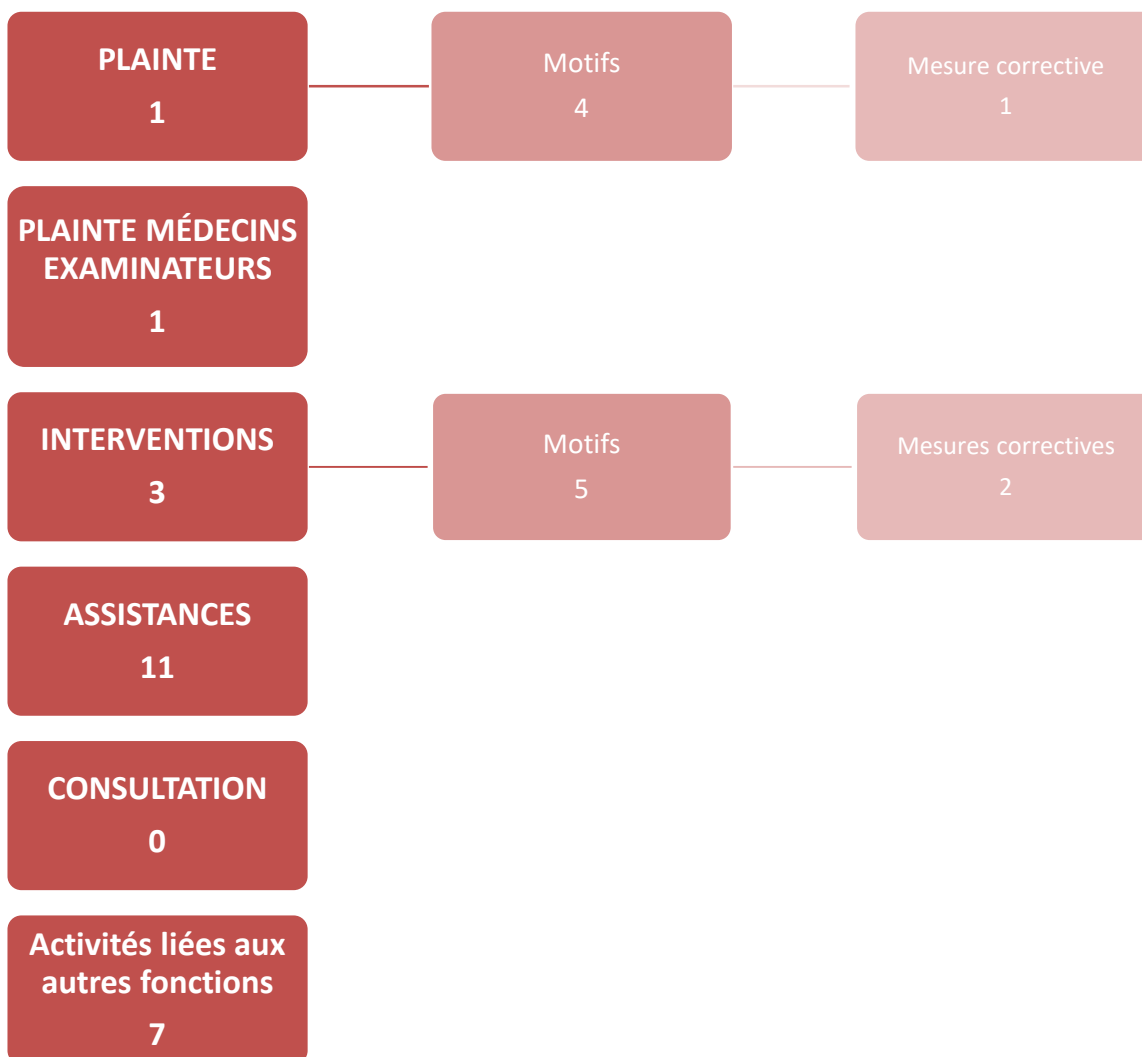 PLAINTE
1
Motifs
4
Mesure corrective
1
PLAINTE MÉDECINS
EXAMINATEURS
1
INTERVENTIONS
3
Motifs
5
Mesures correctives
2
ASSISTANCES
11
CONSULTATION
0
Activités liées aux
autres fonctions
7